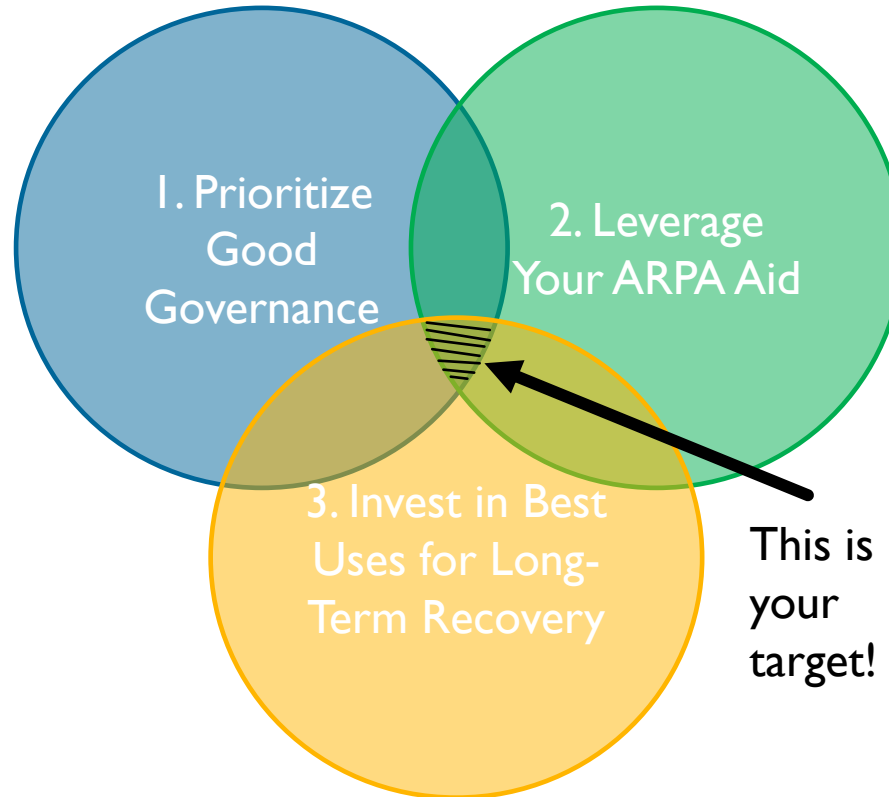 1. Prioritize
Good
Governance
2. Leverage
Your ARPA Aid
3. Invest in Best
Uses for Long-
Term Recovery
This is
your
target!